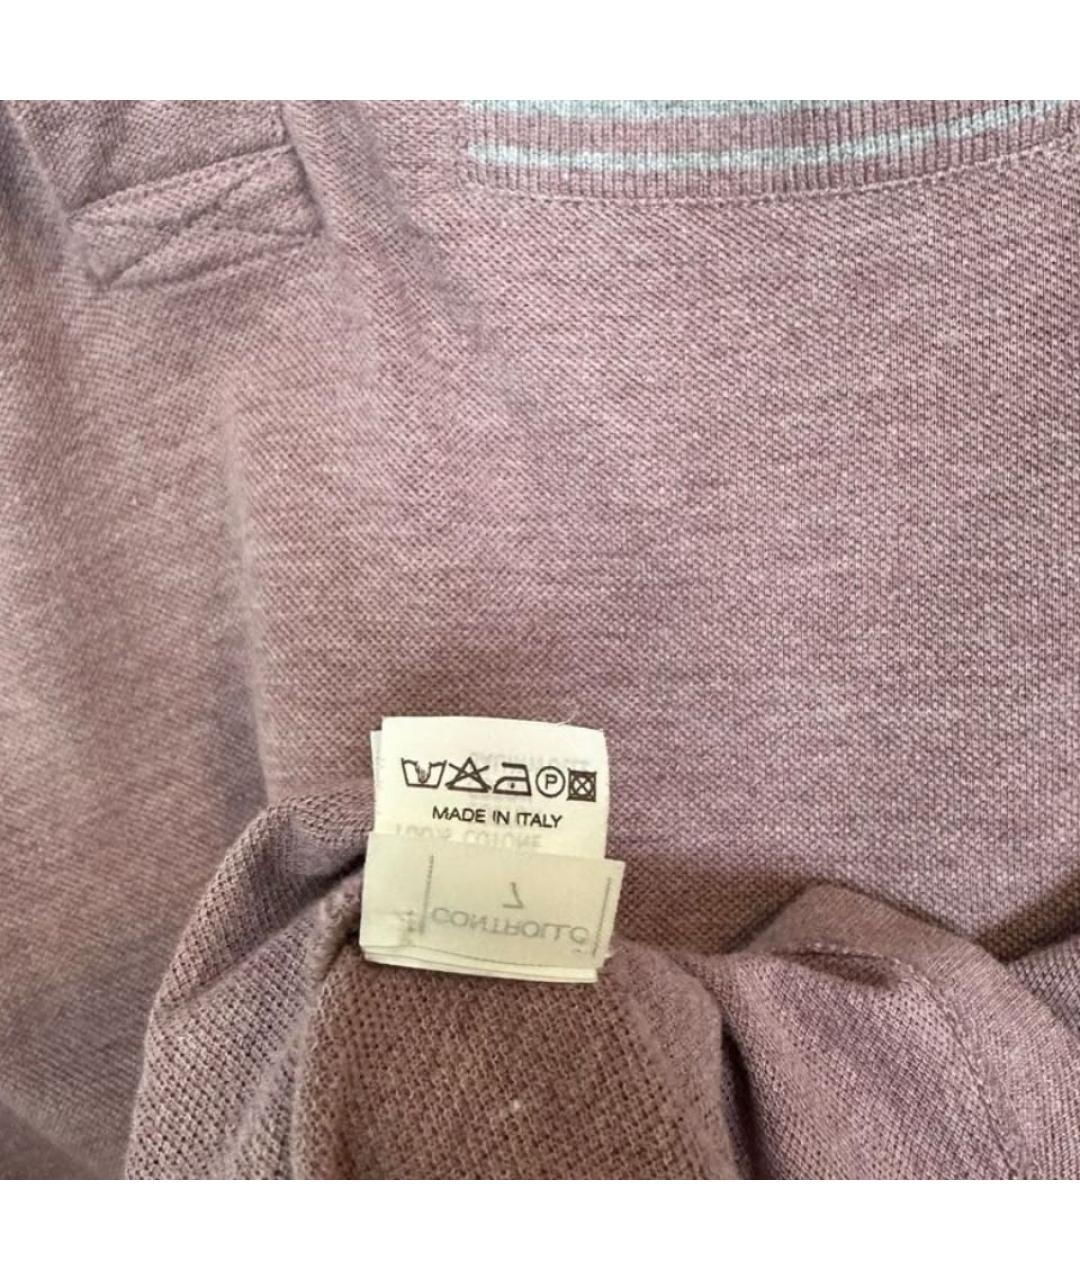 P
MADE IN ITALY
100% COTONE
7
CONTROLLO